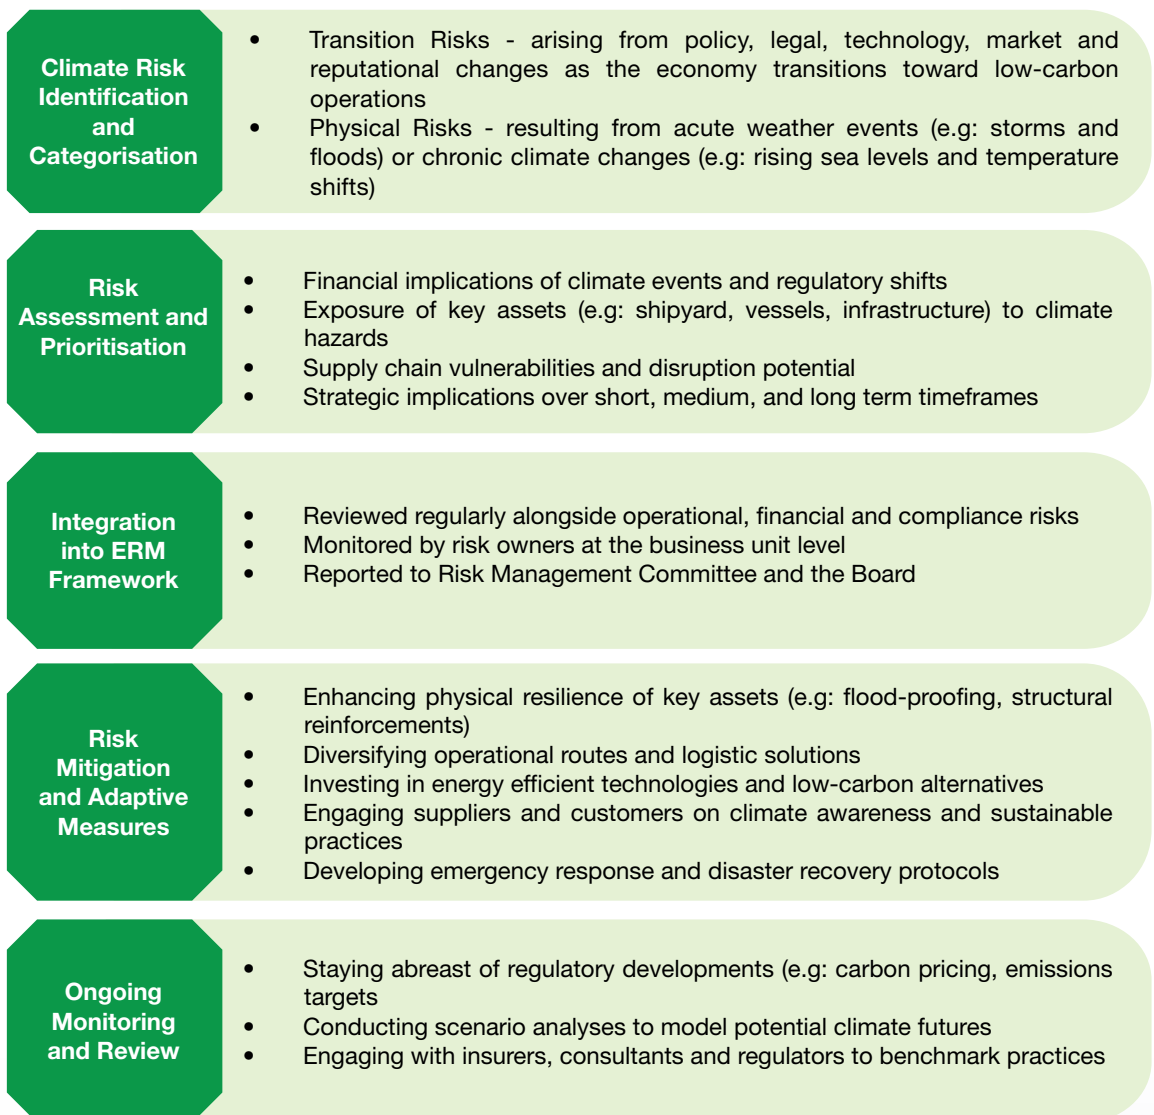 Climate Risk
Identification
and
Categorisation
• Transition Risks - arising from policy, legal, technology, market and
reputational changes as the economy transitions toward low-carbon
operations
• Physical Risks - resulting from acute weather events (e.g: storms and
floods) or chronic climate changes (e.g: rising sea levels and temperature
shifts)
Risk
Assessment and
Prioritisation
• Financial implications of climate events and regulatory shifts
• Exposure of key assets (e.g: shipyard, vessels, infrastructure) to climate
hazards
• Supply chain vulnerabilities and disruption potential
• Strategic implications over short, medium, and long term timeframes
Integration
into ERM
Framework
• Reviewed regularly alongside operational, financial and compliance risks
• Monitored by risk owners at the business unit level
• Reported to Risk Management Committee and the Board
Risk
Mitigation
and Adaptive
Measures
• Enhancing physical resilience of key assets (e.g: flood-proofing, structural
reinforcements)
• Diversifying operational routes and logistic solutions
• Investing in energy efficient technologies and low-carbon alternatives
• Engaging suppliers and customers on climate awareness and sustainable
practices
• Developing emergency response and disaster recovery protocols
Ongoing
Monitoring
and Review
• Staying abreast of regulatory developments (e.g: carbon pricing, emissions
targets
• Conducting scenario analyses to model potential climate futures
• Engaging with insurers, consultants and regulators to benchmark practices